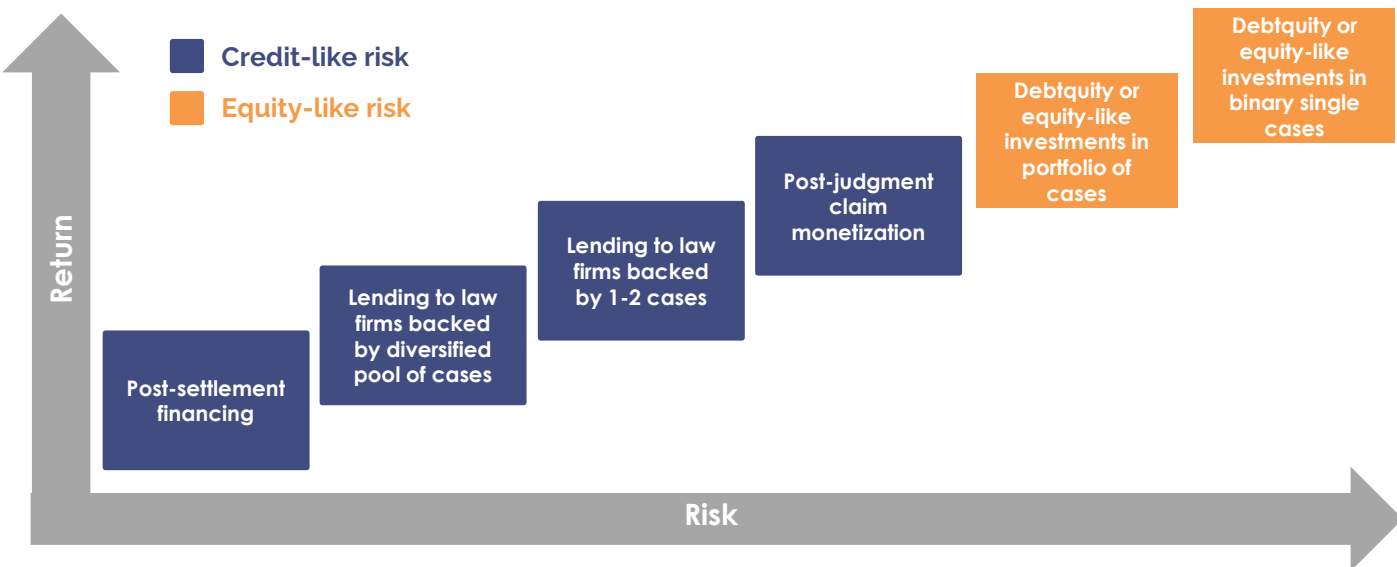 Credit-like risk
Equity-like risk
Return
Post-settlement
financing
Lending to law
firms backed
by diversified
pool of cases
Lending to law
firms backed
by 1-2 cases
Post-judgment
claim
monetization
Debtquity or
equity-like
investments in
portfolio of
cases
Debtquity or
equity-like
investments in
binary single
cases
Risk